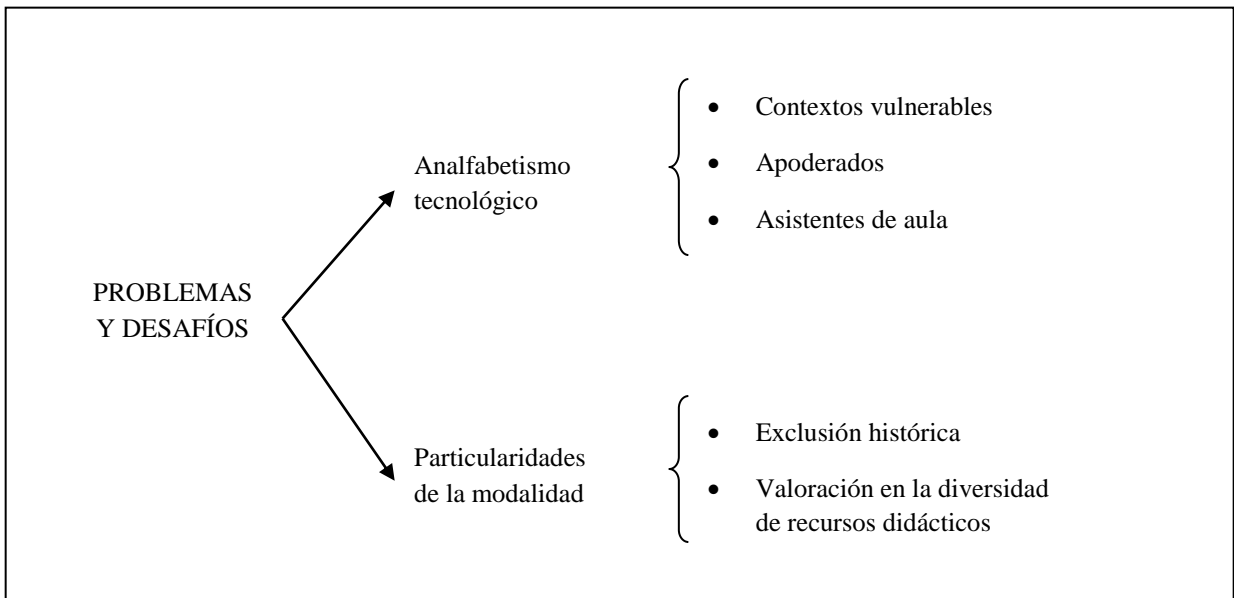 PROBLEMAS
Y DESAFÍOS
Analfabetismo
tecnológico
• Contextos vulnerables
• Apoderados
• Asistentes de aula
Particularidades
de la modalidad
• Exclusión histórica
• Valoración en la diversidad
de recursos didácticos